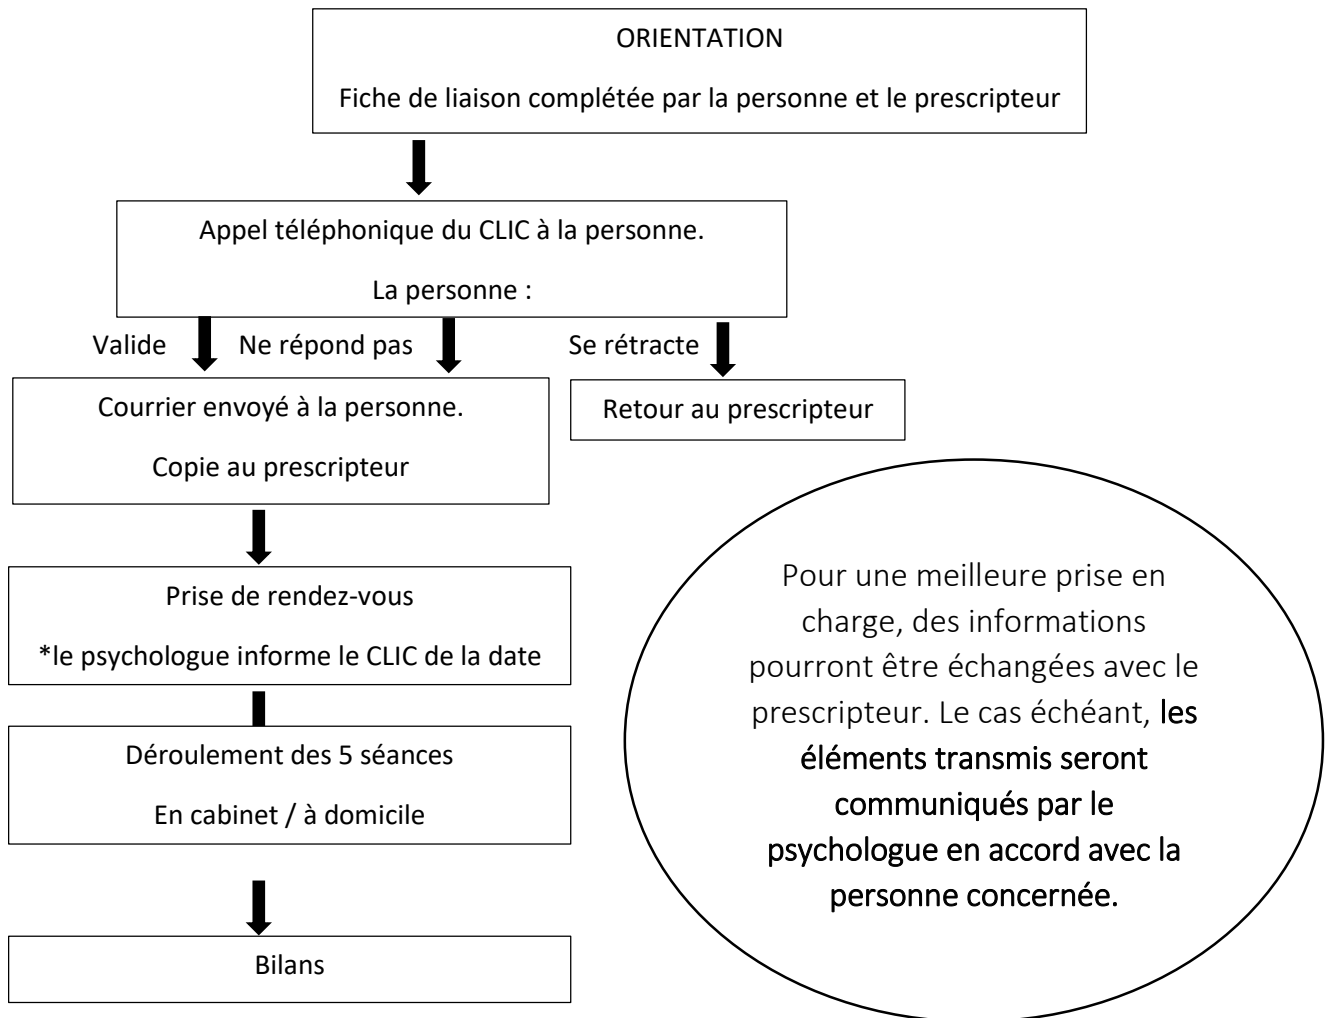 ORIENTATION
Fiche de liaison complétée par la personne et le prescripteur
Appel téléphonique du CLIC à la personne.
La personne :
Valide
Ne répond pas
Se rétracte
Courrier envoyé à la personne.
Copie au prescripteur
Retour au prescripteur
Prise de rendez-vous
*le psychologue informe le CLIC de la date
Déroulement des 5 séances
En cabinet / à domicile
Bilans
Pour une meilleure prise en
charge, des informations
pourront être échangées avec le
prescripteur. Le cas échéant, les
éléments transmis seront
communiqués par le
psychologue en accord avec la
personne concernée.